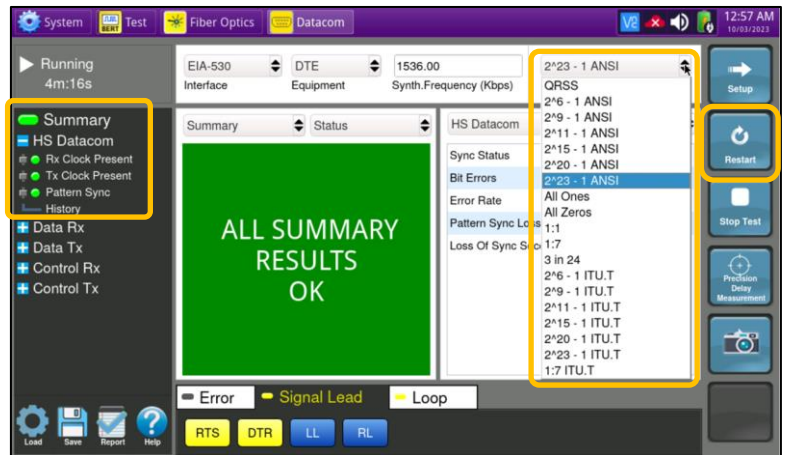 System
BERT
Test
Fiber Optics
Datacom
V2
12:57 AM
10/03/2023
Running
4m:16s
EIA-530
DTE
1536.00
2^23 - 1 ANSI
Interface
Equipment
Synth.Frequency (Kbps)
Setup
Summary
HS Datacom
Rx Clock Present
Tx Clock Present
Pattern Sync
History
Data Rx
Data Tx
Control Rx
Control Tx
Summary
Status
ALL SUMMARY
RESULTS
OK
HS Datacom
Sync Status
Bit Errors
Error Rate
Pattern Sync Loss
Loss Of Sync
QRSS
2^6 - 1 ANSI
2^9 - 1 ANSI
2^11 - 1 ANSI
2^15 - 1 ANSI
2^20 - 1 ANSI
2^23 - 1 ANSI
All Ones
All Zeros
1:1
1:7
3 in 24
2^6 - 1 ITU.T
2^9 - 1 ITU.T
2^11 - 1 ITU.T
2^15 - 1 ITU.T
2^20 - 1 ITU.T
2^23 - 1 ITU.T
1:7 ITU.T
Restart
Stop Test
Precision
Delay
Measurement
Error
Signal Lead
Loop
RTS
DTR
LL
RL
Load
Save
Report
Help